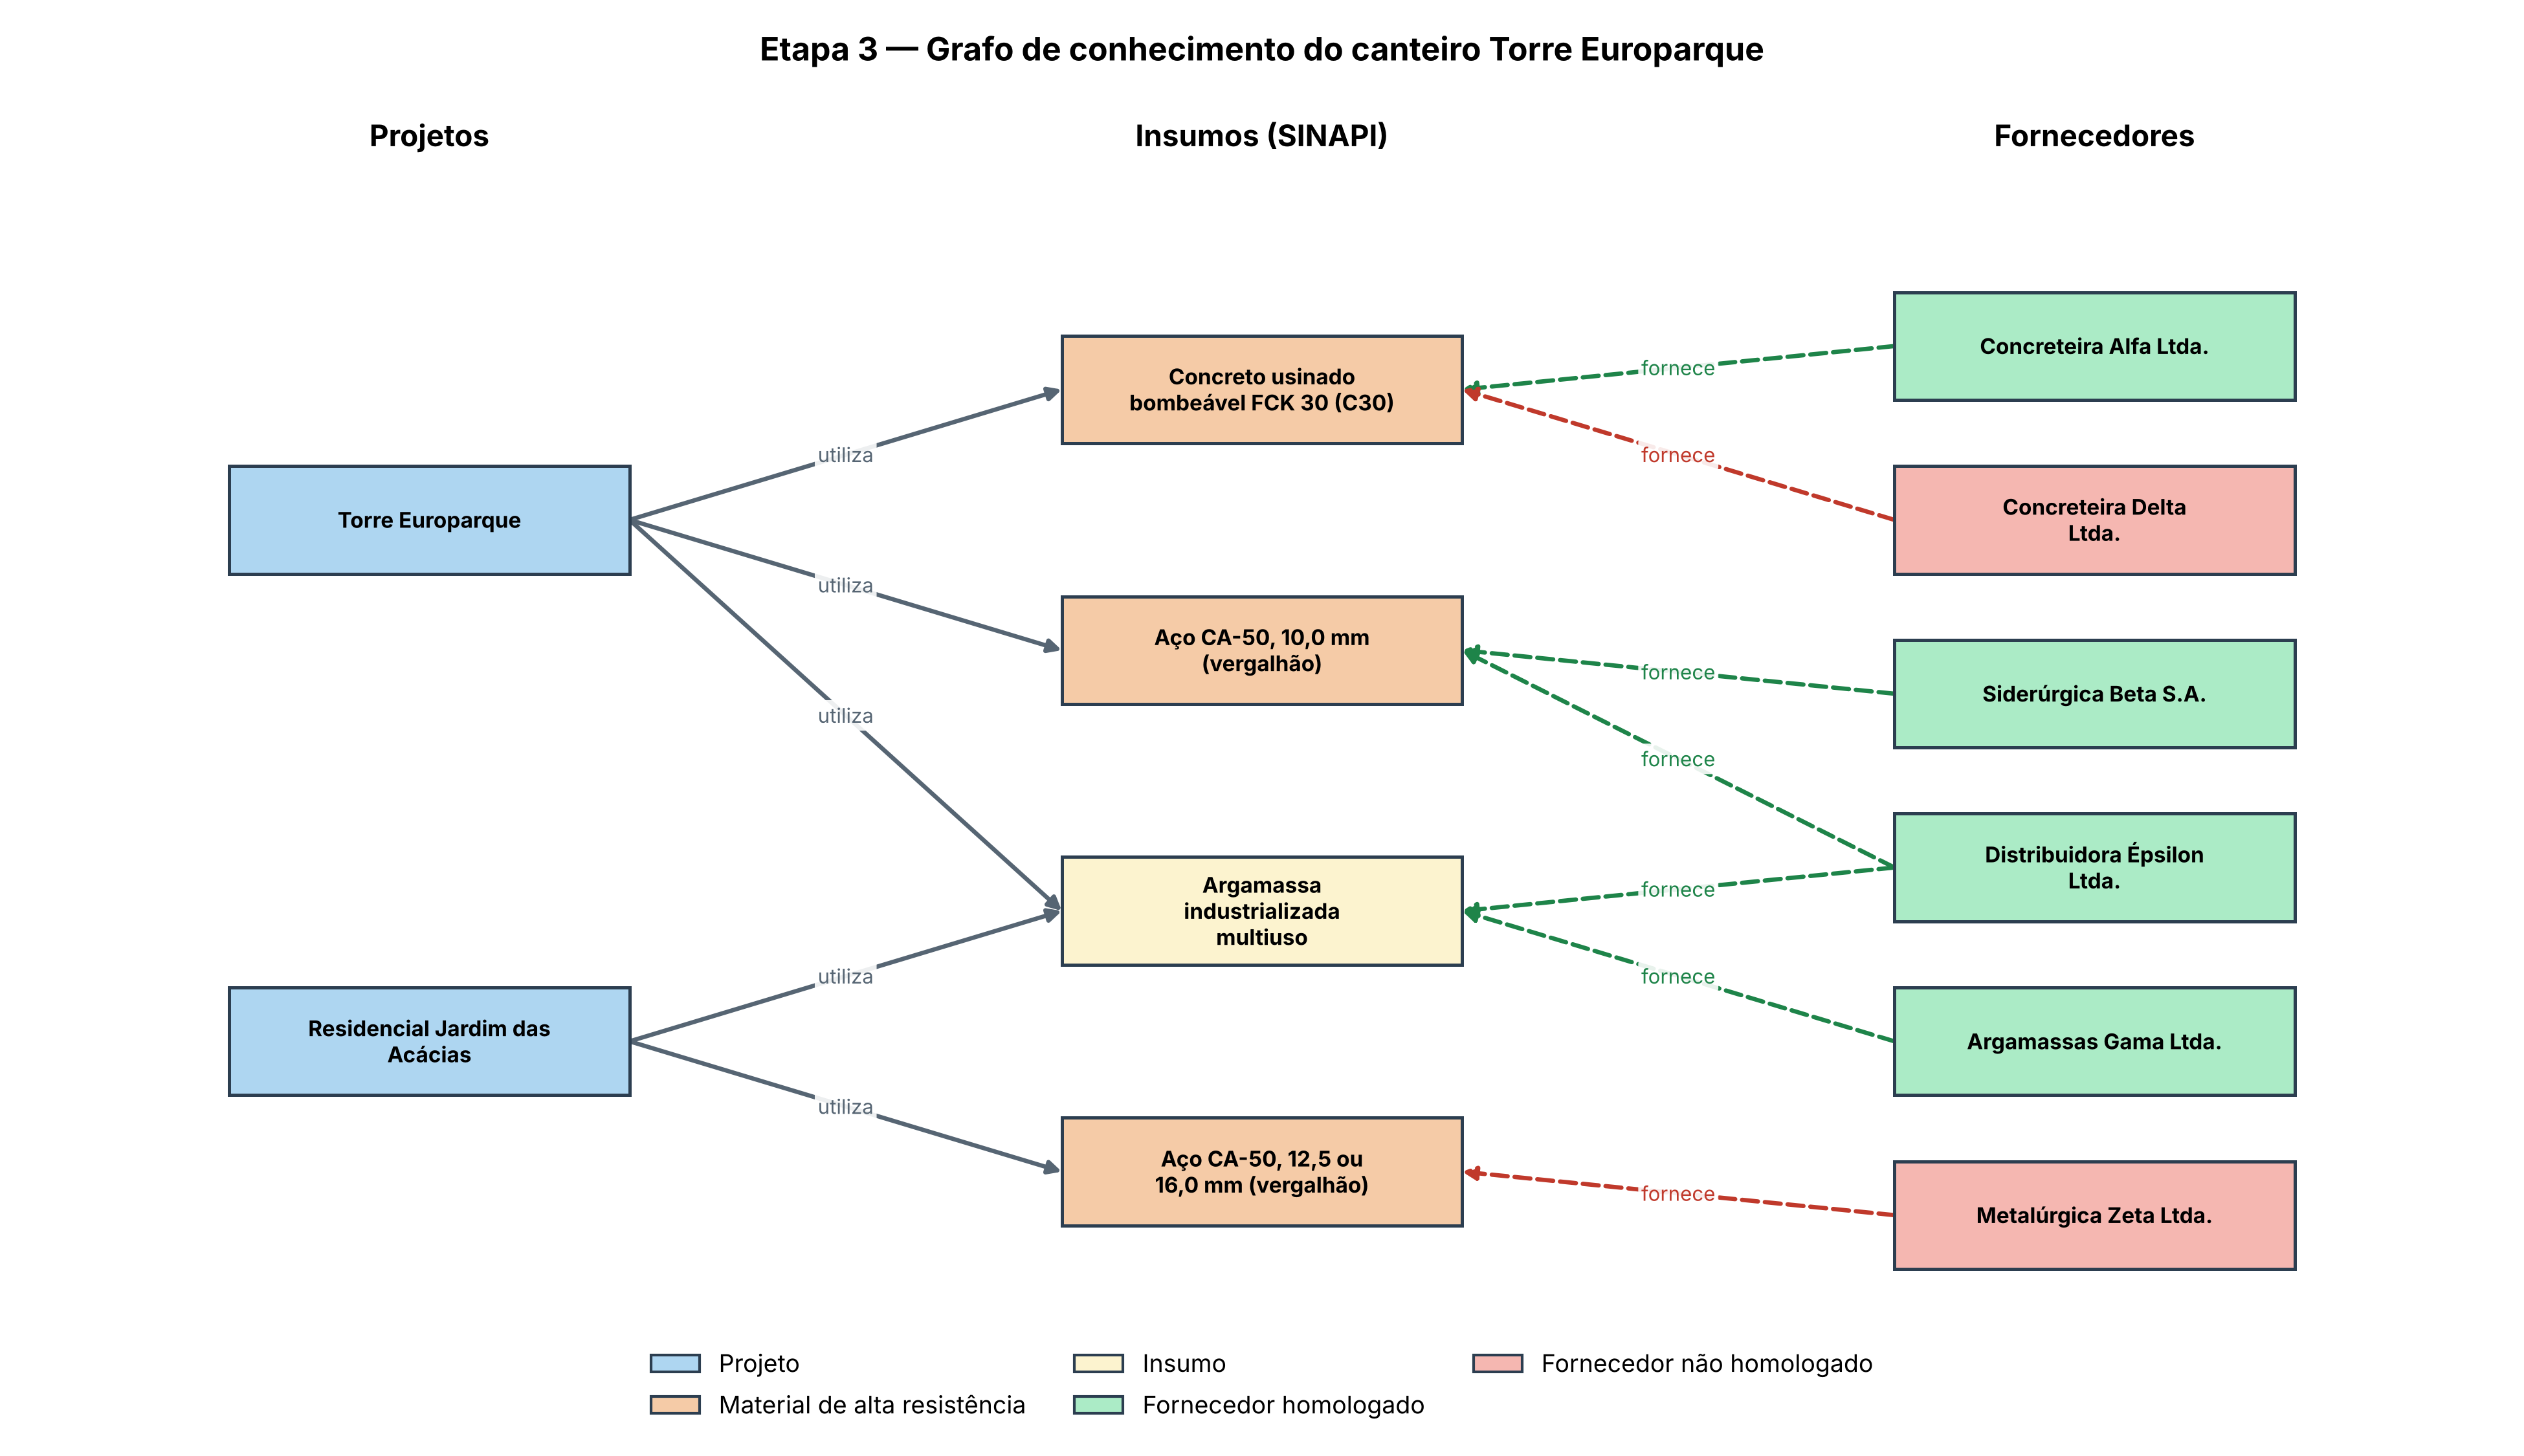 Etapa 3 — Grafo de conhecimento do canteiro Torre Europarque
Projetos
Insumos (SINAPI)
Fornecedores
Torre Europarque
Residencial Jardim das
Acácias
utiliza
utiliza
utiliza
utiliza
utiliza
Concreto usinado
bombeável FCK 30 (C30)
Aço CA-50, 10,0 mm
(vergalhão)
Argamassa
industrializada
multiuso
Aço CA-50, 12,5 ou
16,0 mm (vergalhão)
fornece
fornece
fornece
fornece
fornece
fornece
fornece
Concreteira Alfa Ltda.
Concreteira Delta
Ltda.
Siderúrgica Beta S.A.
Distribuidora Épsilon
Ltda.
Argamassas Gama Ltda.
Metalúrgica Zeta Ltda.
Projeto
Material de alta resistência
Insumo
Fornecedor homologado
Fornecedor não homologado